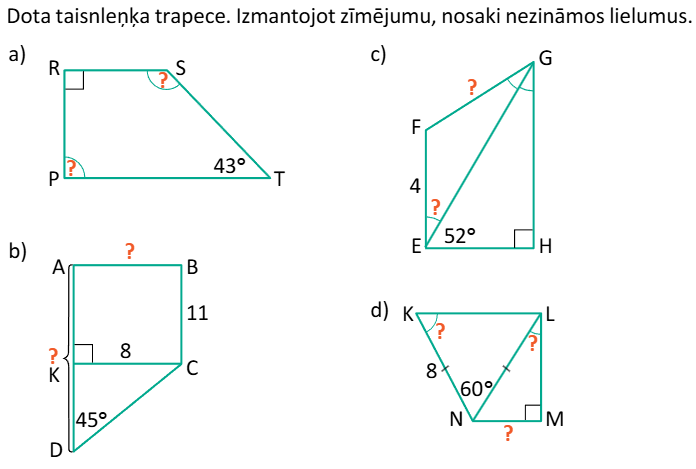 Dota taisnleņķa trapece. Izmantojot zīmējumu, nosaki nezināmos lielumus.
a)
R
S
?
?
43°
P
T
b)
?
A
B
11
?
8
K
C
45°
D
c)
G
?
F
4
?
52°
E
H
d)
K
L
?
?
8
60°
N
M
?